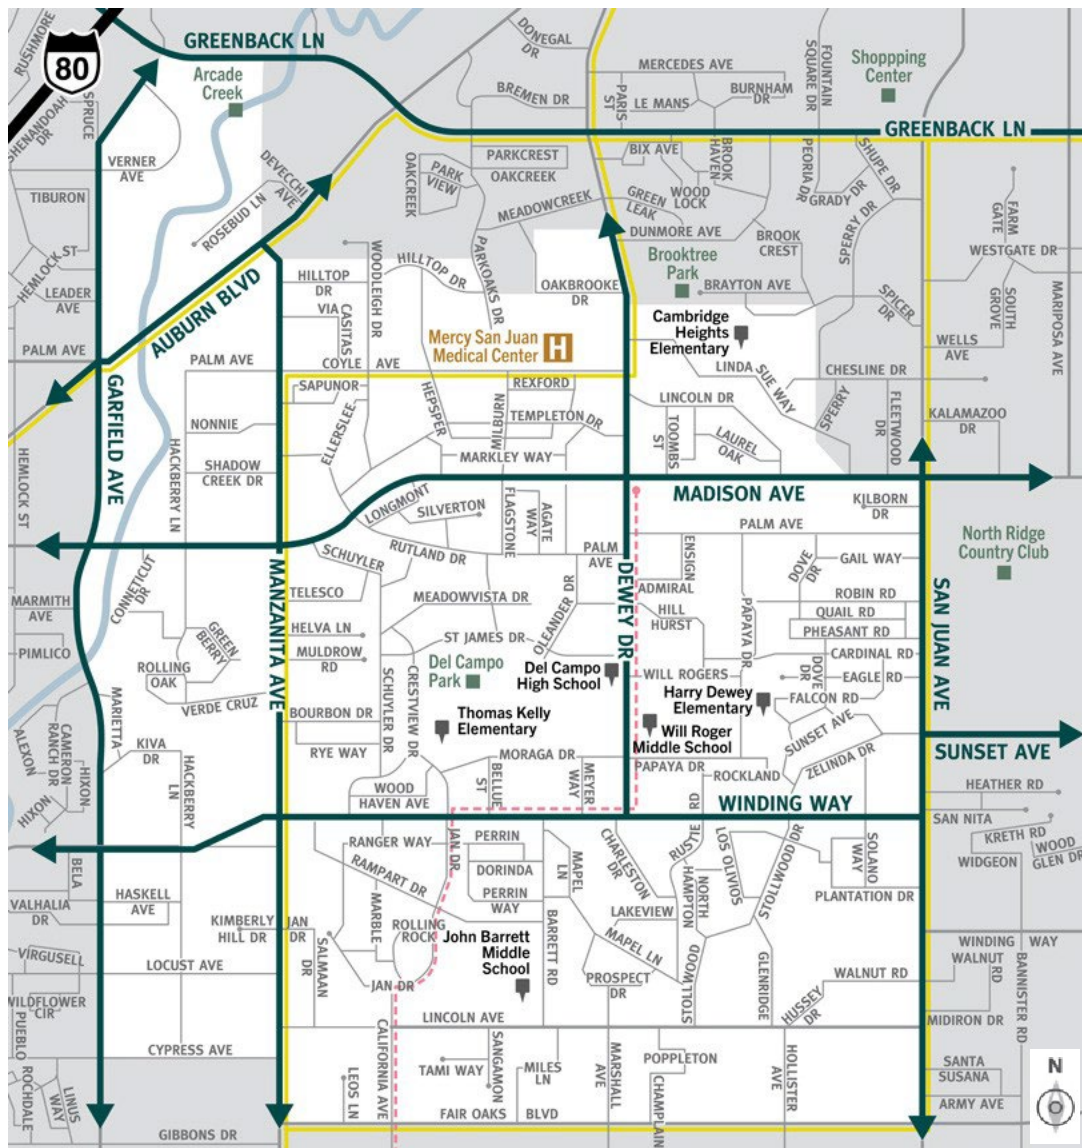 RUSHMORE
GREENBACK LN
DONEGAL
DR
FOUNTAIN
SQUARE DR
Shoppping
Center
80
Arcade
Creek
MERCEDES AVE
BREMEN DR
PARIS
ST
LE MANS
BURNHAM
DR
SHENANDOAH
DR
SPRUCE
GREENBACK LN
VERNER
AVE
DEVECCHI
AVE
PARKCREST
OAKCREEK
OAKCREEK
PARK
VIEW
BIX AVE
BROOK
HAVEN
PEORIA DR
SHUPE DR
GRADY DR
TIBURON
ROSEBUD LN
MEADOWCREEK
GREEN
LEAK
WOOD
LOCK
DUNMORE AVE
SPERRY DR
FARM
GATE
HEMLOCK ST
WOODLEIGH DR
HILLTOP DR
PARKOAKS DR
BROOK
CREST
WESTGATE DR
LEADER
AVE
HILLTOP
DR
VIA
CASITAS
OAKBROOKE
DR
Brooktree
Park
BRAYTON AVE
SPICER
DR
SOUTH
GROVE
MARIPOSA AVE
AUBURN BLVD
Mercy San Juan
Medical Center
H
Cambridge
Heights
Elementary
WELLS
AVE
PALM AVE
PALM AVE
COYLE AVE
LINDA
SUE WAY
CHESLINE DR
GARFIELD AVE
SAPUNOR
HEPSPER
REXFORD
LINCOLN DR
SPERRY
FLEETWOOD
DR
KALAMAZOO
DR
NONNIE
ELLERSLEE
WILBURN
TEMPLETON DR
TOOMBS
ST
LAUREL
OAK
HEMLOCK ST
HACKBERRY LN
SHADOW
CREEK DR
MARKLEY WAY
MADISON AVE
LONGMONT
SILVERTON
FLAGSTONE
AGATE
WAY
KILBORN
DR
PALM AVE
North Ridge
Country Club
SCHUYLER
RUTLAND DR
PALM
AVE
ENSIGN
DOVE
DR
GAIL WAY
CONNETICUT
DR
MANZANITA AVE
TELESCO
MEADOWVISTA DR
OLEANDER DR
DEWEY DR
ADMIRAL
ROBIN RD
SAN JUAN AVE
MARMITH
AVE
HILL
HURST
PAPAYA DR
QUAIL RD
PIMLICO
GREEN
BERRY
HELVA LN
ST JAMES DR
PHEASANT RD
ROLLING
OAK
MULDROW
RD
Del Campo
Park
Del Campo
High School
WILL ROGERS
CARDINAL RD
DOVE
DR
EAGLE RD
VERDE CRUZ
SCHUYLER DR
CRESTVIEW DR
Harry Dewey
Elementary
FALCON RD
MARIETTA
BOURBON DR
Thomas Kelly
Elementary
Will Roger
Middle School
SUNSET AVE
ALEXON
CAMERON
RANCH DR
KIVA
DR
RYE WAY
MORAGA DR
PAPAYA DR
ZELINDA DR
SUNSET AVE
HIXON
HIXON
HACKBERRY
LN
WOOD
HAVEN AVE
BELLUE
ST
MEYER
WAY
ROCKLAND
HEATHER RD
WINDING WAY
SAN NITA
RANGER WAY
JAN DR
PERRIN
CHARLESTON
DR
RUSTIE
RD
LOS OLIVIOS
STOLLWOOD DR
SOLANO
WAY
KRETH RD
WOOD
GLEN DR
WIDGEON
BELA
RAMPART DR
DORINDA
MAPEL
LN
NORTH
HAMPTON
VALHALIA
DR
HASKELL
AVE
MARBLE
PERRIN
WAY
PLANTATION DR
KIMBERLY
HILL DR
JAN
DR
ROLLING
ROCK
BARRETT RD
LAKEVIEW
MAPEL LN
VIRGUSELL
SALMAAN
DR
John Barrett
Middle
School
WINDING WAY
WALNUT
RD
LOCUST AVE
JAN DR
PROSPECT
DR
STOLLWOOD
GLENRIDGE
WALNUT RD
BANNISTER RD
WILDFLOWER
CIR
HUSSEY
DR
PUEBLO
CALIFORNIA AVE
LINCOLN AVE
MIDIRON DR
CYPRESS AVE
TAMI WAY
SANGAMON
MILES
LN
MARSHALL
AVE
POPPLETON
HOLLISTER
AVE
SANTA
SUSANA
N
ROCHDALE
LINUS
WAY
LEOS LN
CHAMPLAIN
ARMY AVE
FAIR OAKS BLVD
GIBBONS DR